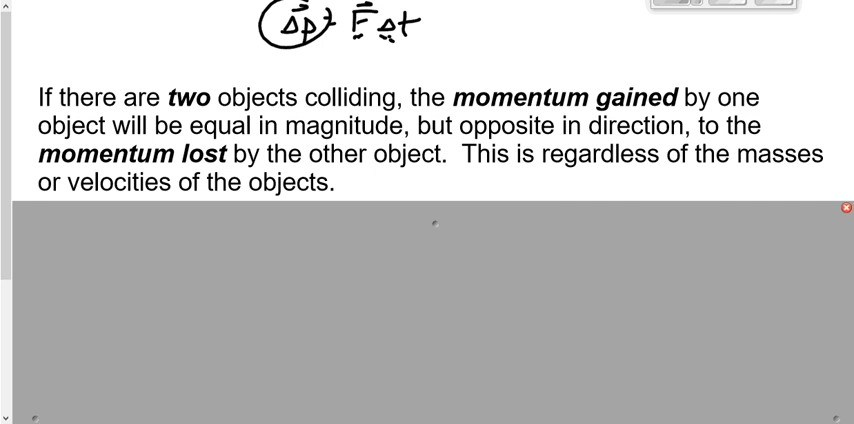 Δp⃗ = F⃗ Δt
If there are two objects colliding, the momentum gained by one
object will be equal in magnitude, but opposite in direction, to the
momentum lost by the other object.  This is regardless of the masses
or velocities of the objects.